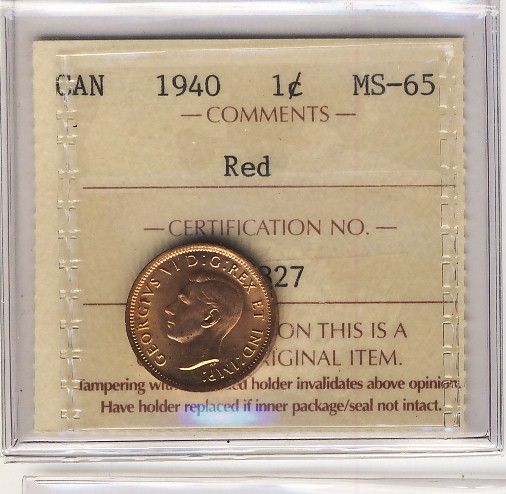 CAN 1940 1¢ MS-65
— COMMENTS —
Red
— CERTIFICATION NO. —
327
GEORGIVS VI D:G:REX ET IND:IMP:
ON THIS IS A
ORIGINAL ITEM.
Tampering with holder invalidates above opinion.
Have holder replaced if inner package/seal not intact.